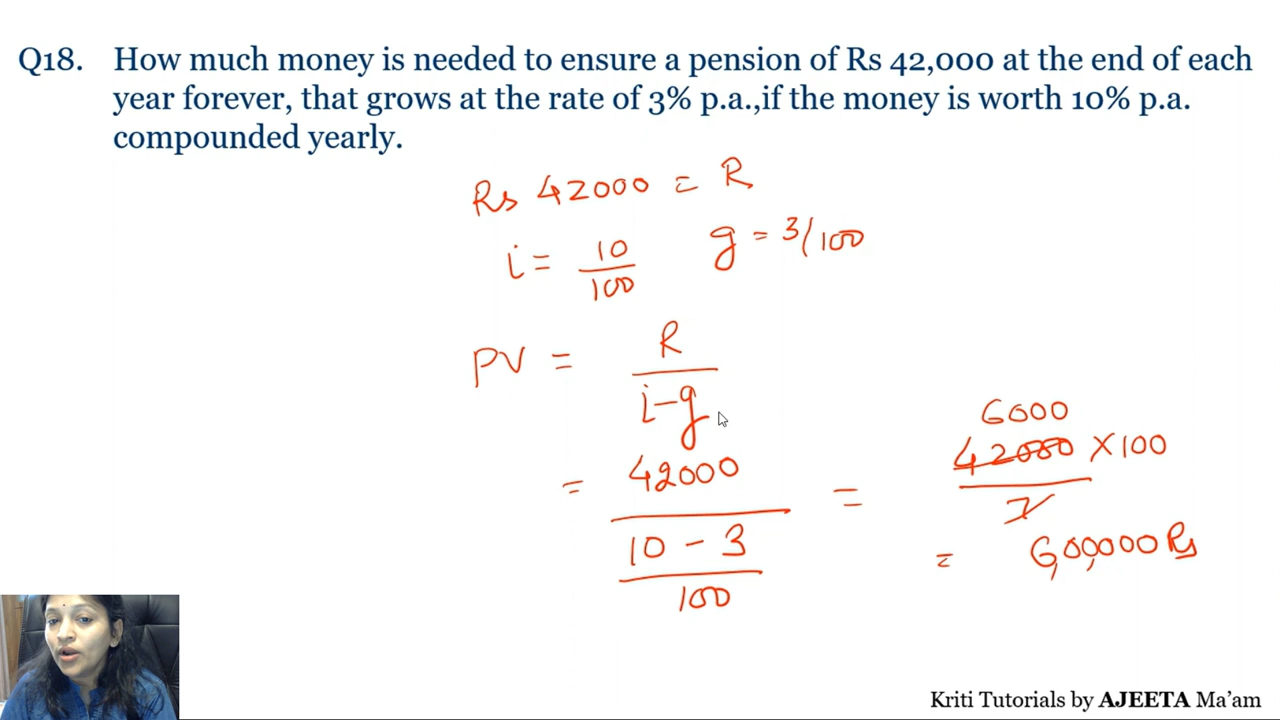 Q18. How much money is needed to ensure a pension of Rs 42,000 at the end of each
year forever, that grows at the rate of 3% p.a.,if the money is worth 10% p.a.
compounded yearly.
Rs 42000 = R
i = 10/100 g = 3/100
PV = R/i-g
= 42000/(10 - 3/100) = 6000 42000 X 100/7
= 6,00,000 Rs
Kriti Tutorials by AJEETA Ma'am